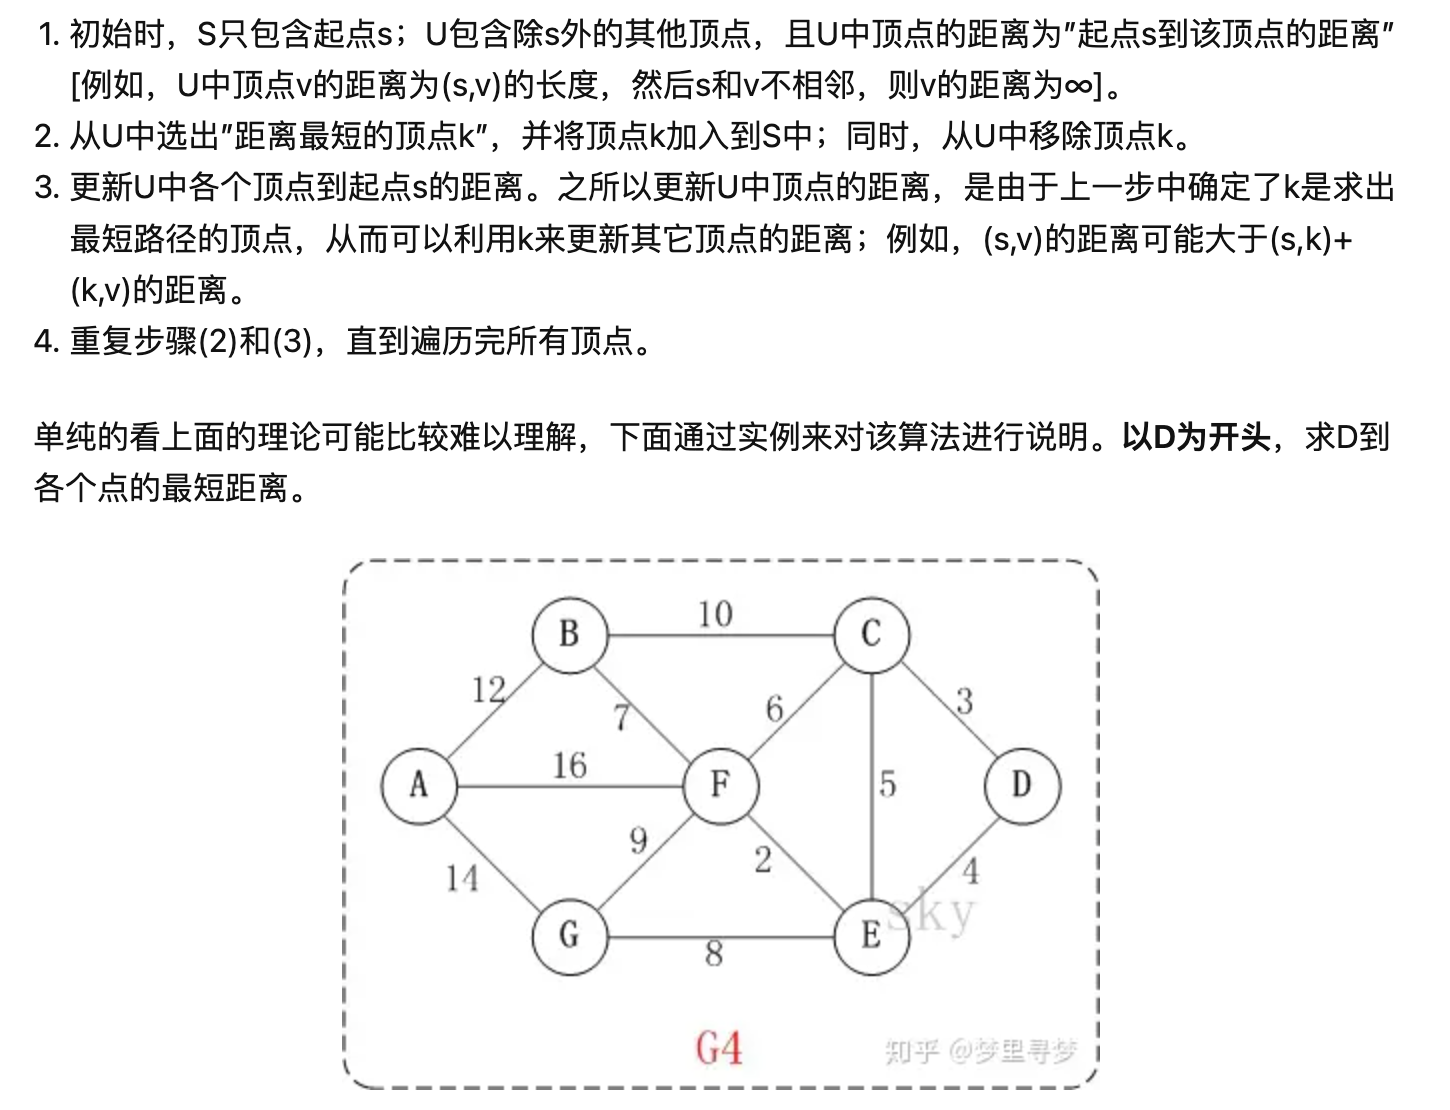 1. 初始时，S只包含起点s；U包含除s外的其他顶点，且U中顶点的距离为"起点s到该顶点的距离"
[例如，U中顶点v的距离为(s,v)的长度，然后s和v不相邻，则v的距离为∞]。
2. 从U中选出"距离最短的顶点k"，并将顶点k加入到S中；同时，从U中移除顶点k。
3. 更新U中各个顶点到起点s的距离。之所以更新U中顶点的距离，是由于上一步中确定了k是求出
最短路径的顶点，从而可以利用k来更新其它顶点的距离；例如，(s,v)的距离可能大于(s,k)+
(k,v)的距离。
4. 重复步骤(2)和(3)，直到遍历完所有顶点。
单纯的看上面的理论可能比较难以理解，下面通过实例来对该算法进行说明。以D为开头，求D到
各个点的最短距离。
B 10 C
12 7 6 3
A 16 F 5 D
14 9 2 4
G 8 E sky
G4
知乎 @梦里寻梦